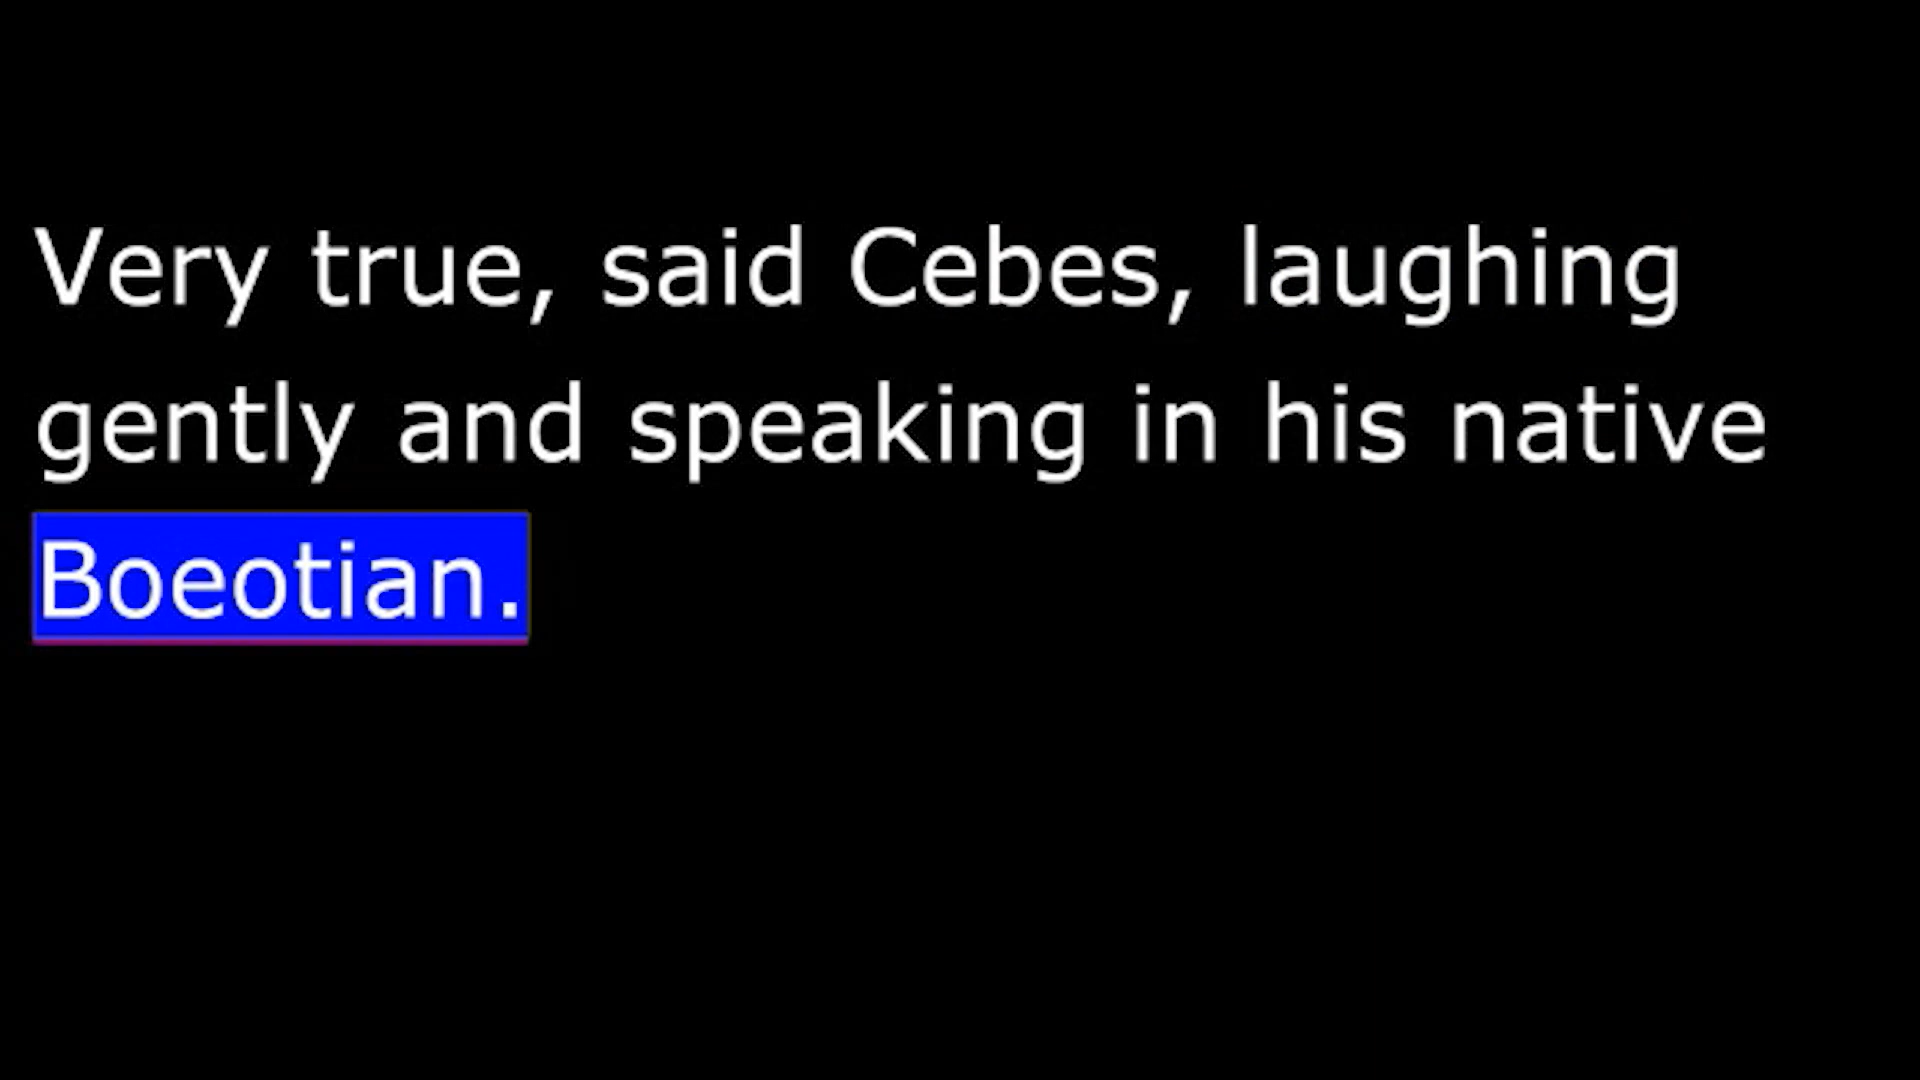 Very true, said Cebes, laughing
gently and speaking in his native
Boeotian.